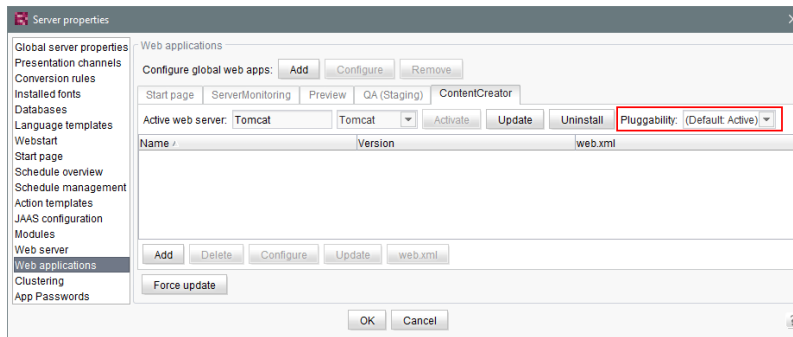 Server properties
Global server properties
Presentation channels
Conversion rules
Installed fonts
Databases
Language templates
Webstart
Start page
Schedule overview
Schedule management
Action templates
JAAS configuration
Modules
Web server
Web applications
Clustering
App Passwords
Web applications
Configure global web apps: Add Configure Remove
Start page ServerMonitoring Preview QA (Staging) ContentCreator
Active web server: Tomcat Tomcat Activate Update Uninstall Pluggability: (Default: Active)
Name Version web.xml
Add Delete Configure Update web.xml
Force update
OK Cancel